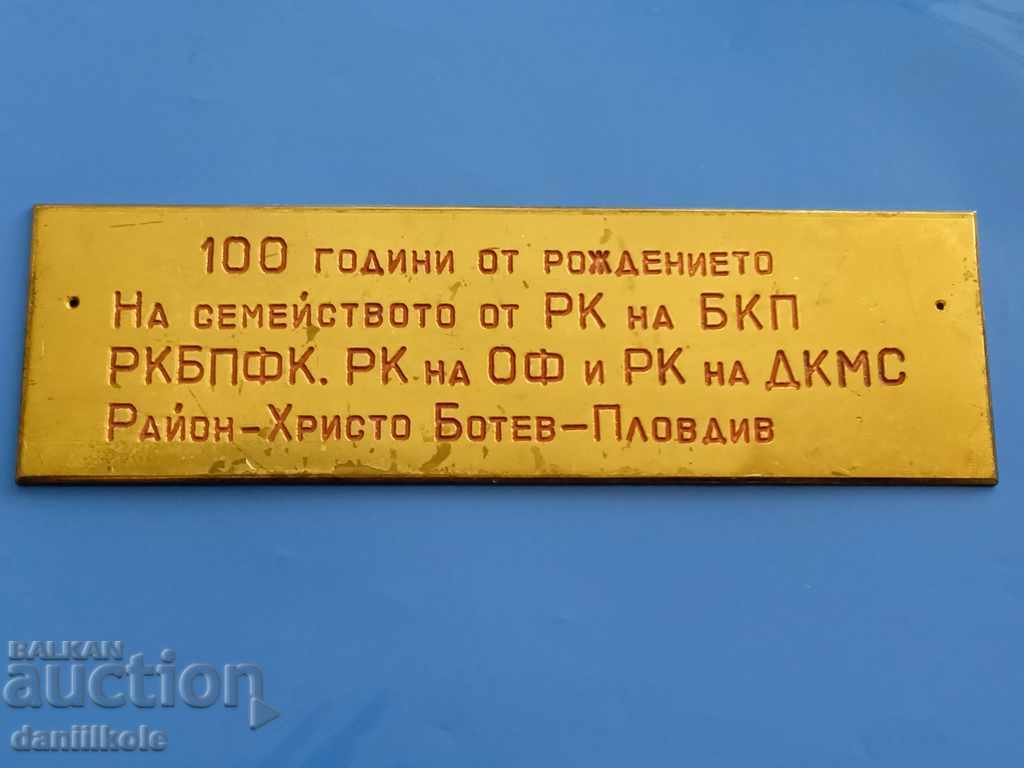 100 ГОДИНИ ОТ РОЖДЕНИЕТО
НА СЕМЕЙСТВОТО ОТ РК НА БКП
РКБПФК. РК НА ОФ И РК НА ДКМС
РАЙОН-ХРИСТО БОТЕВ-ПЛОВДИВ
BALKAN
auction
daniilkole